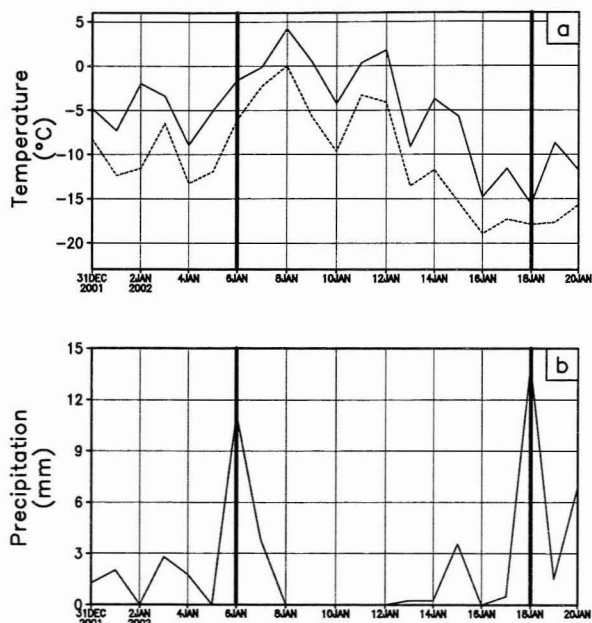 a
5
0
−5
−10
−15
−20
Temperature
(°C)
31DEC 2JAN 4JAN 6JAN 8JAN 10JAN 12JAN 14JAN 16JAN 18JAN 20JAN
2001 2002
b
15
12
9
6
3
0
Precipitation
(mm)
31DEC 2JAN 4JAN 6JAN 8JAN 10JAN 12JAN 14JAN 16JAN 18JAN 20JAN
2001 2002